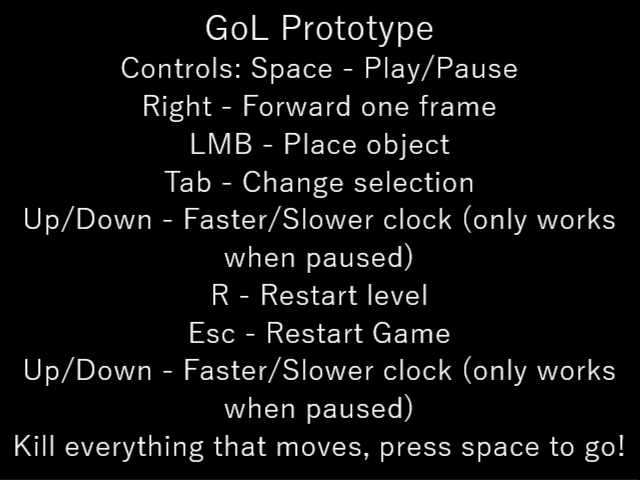 GoL Prototype
Controls: Space - Play/Pause
Right - Forward one frame
LMB - Place object
Tab - Change selection
Up/Down - Faster/Slower clock (only works
when paused)
R - Restart level
Esc - Restart Game
Up/Down - Faster/Slower clock (only works
when paused)
Kill everything that moves, press space to go!